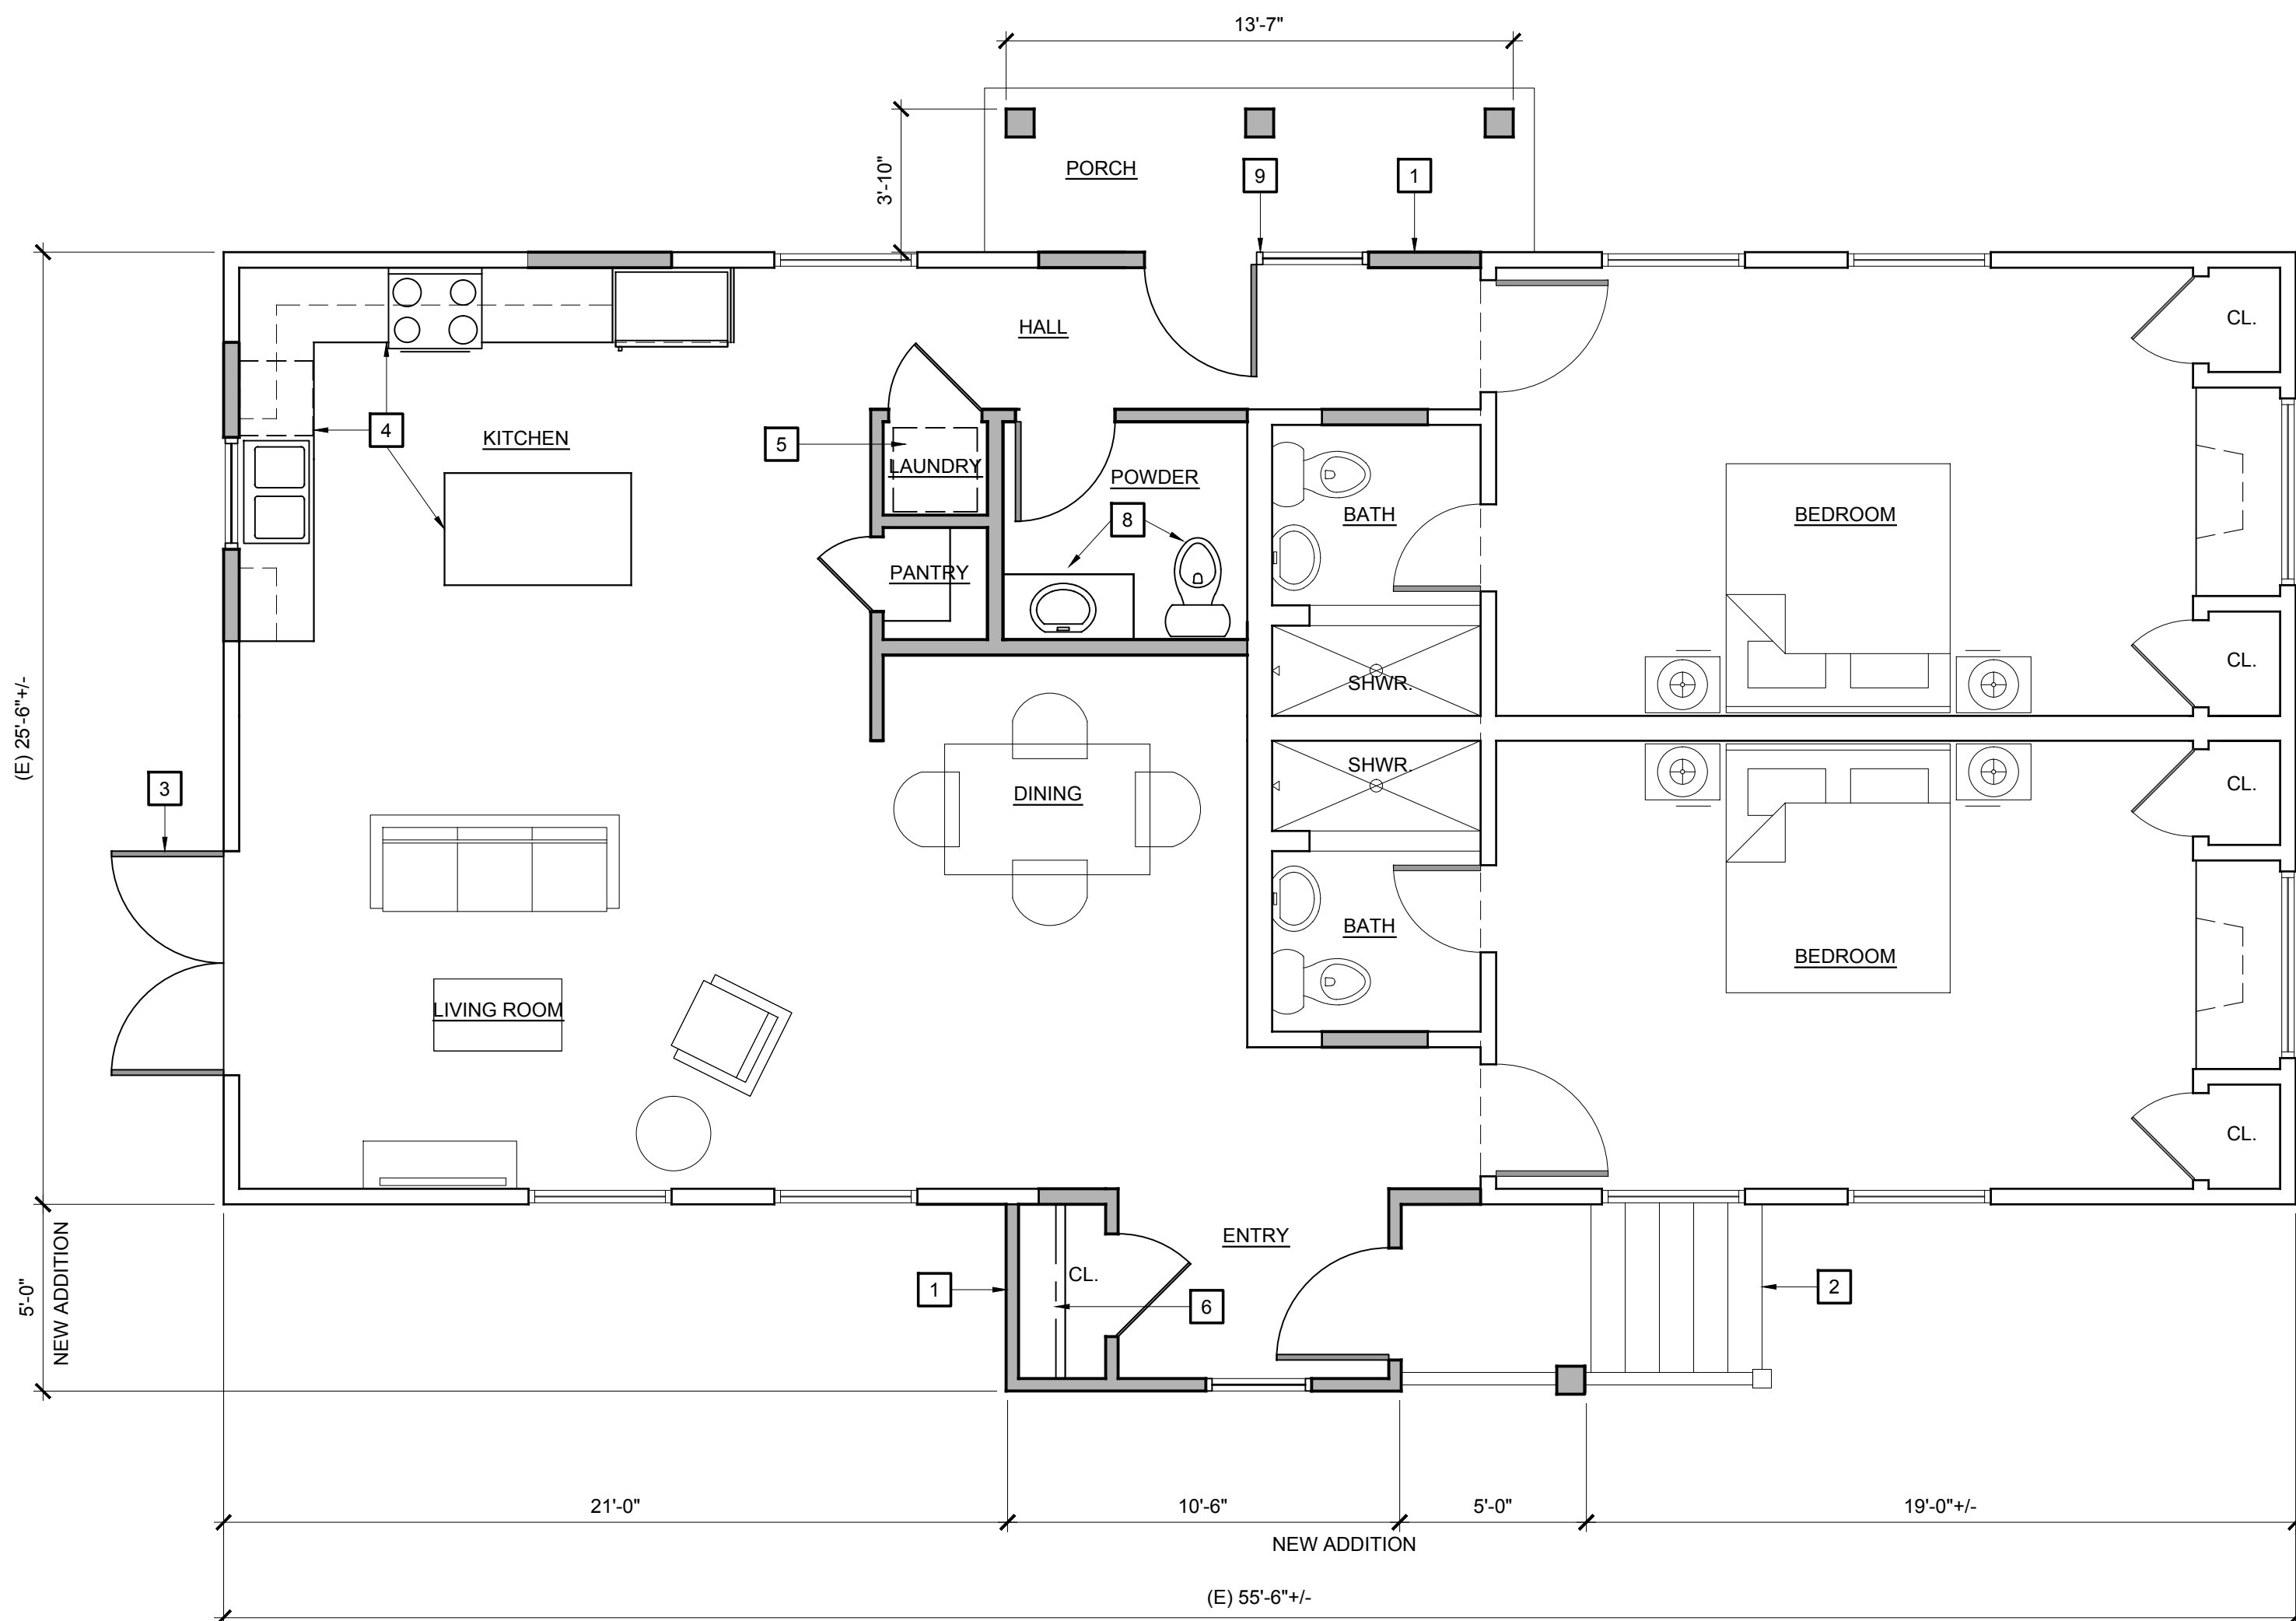 13'-7"
3'-10"
PORCH
9
1
HALL
CL.
4
KITCHEN
5
LAUNDRY
POWDER
8
BATH
BEDROOM
PANTRY
CL.
SHWR.
(E) 25'-6"+/-
3
SHWR.
DINING
CL.
BATH
BEDROOM
LIVING ROOM
CL.
5'-0"
NEW ADDITION
ENTRY
1
CL.
6
2
21'-0"
10'-6"
5'-0"
19'-0"+/-
NEW ADDITION
(E) 55'-6"+/-